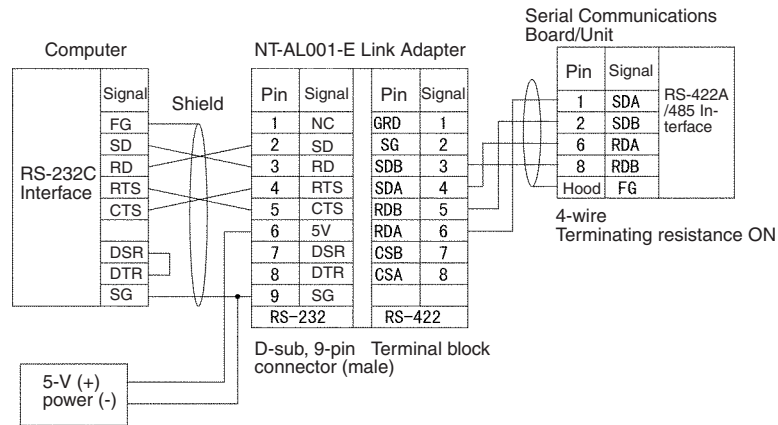 Serial Communications
Board/Unit
Computer
NT-AL001-E Link Adapter
Signal
FG
SD
RD
RTS
CTS
DSR
DTR
SG
RS-232C
Interface
Shield
Pin Signal
1 NC
2 SD
3 RD
4 RTS
5 CTS
6 5V
7 DSR
8 DTR
9 SG
RS-232
Pin Signal
GRD 1
SG 2
SDB 3
SDA 4
RDB 5
RDA 6
CSB 7
CSA 8
RS-422
Pin Signal
1 SDA
2 SDB
6 RDA
8 RDB
Hood FG
RS-422A
/485 In-
terface
4-wire
Terminating resistance ON
D-sub, 9-pin
connector (male)
Terminal block
5-V (+)
power (-)